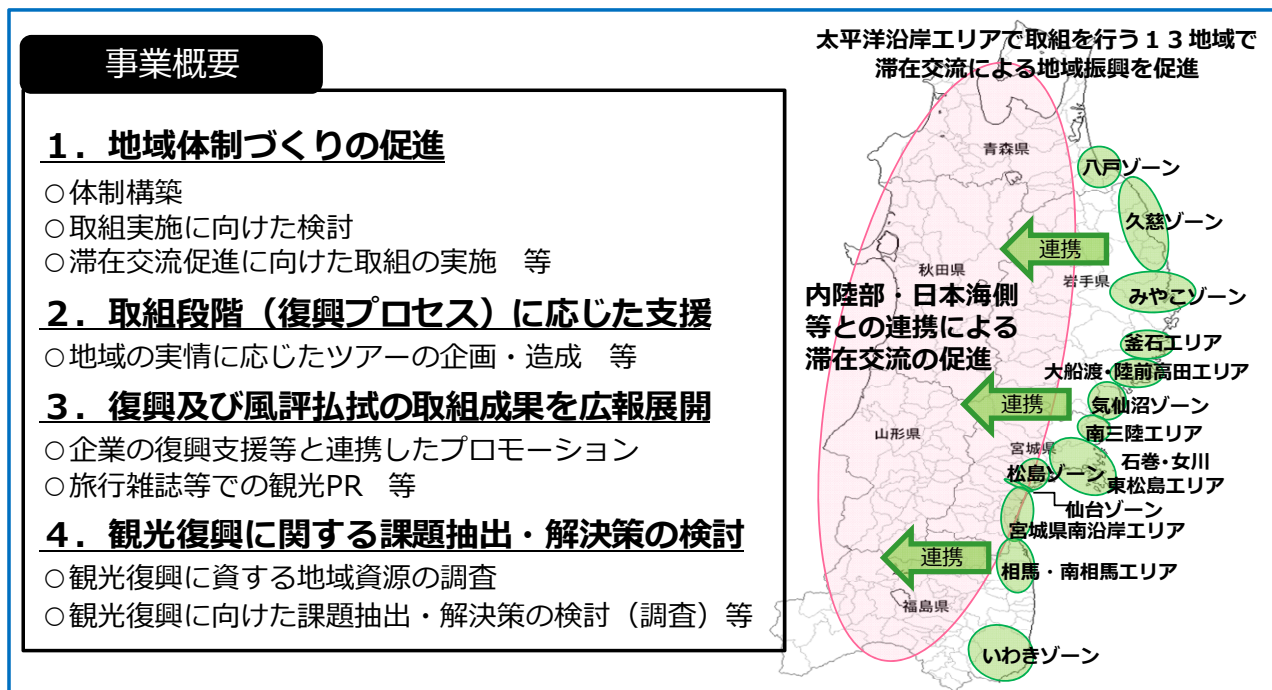 事業概要
1．地域体制づくりの促進
○体制構築
○取組実施に向けた検討
○滞在交流促進に向けた取組の実施　等
2．取組段階（復興プロセス）に応じた支援
○地域の実情に応じたツアーの企画・造成　等
3．復興及び風評払拭の取組成果を広報展開
○企業の復興支援等と連携したプロモーション
○旅行雑誌等での観光PR　等
4．観光復興に関する課題抽出・解決策の検討
○観光復興に資する地域資源の調査
○観光復興に向けた課題抽出・解決策の検討（調査）等
太平洋沿岸エリアで取組を行う１３地域で
滞在交流による地域振興を促進
青森県
八戸ゾーン
久慈ゾーン
連携
秋田県
岩手県
みやこゾーン
内陸部・日本海側
等との連携による
滞在交流の促進
釜石エリア
大船渡・陸前高田エリア
連携
気仙沼ゾーン
山形県
南三陸エリア
宮城県
石巻・女川
東松島エリア
松島ゾーン
仙台ゾーン
宮城県南沿岸エリア
連携
相馬・南相馬エリア
福島県
いわきゾーン